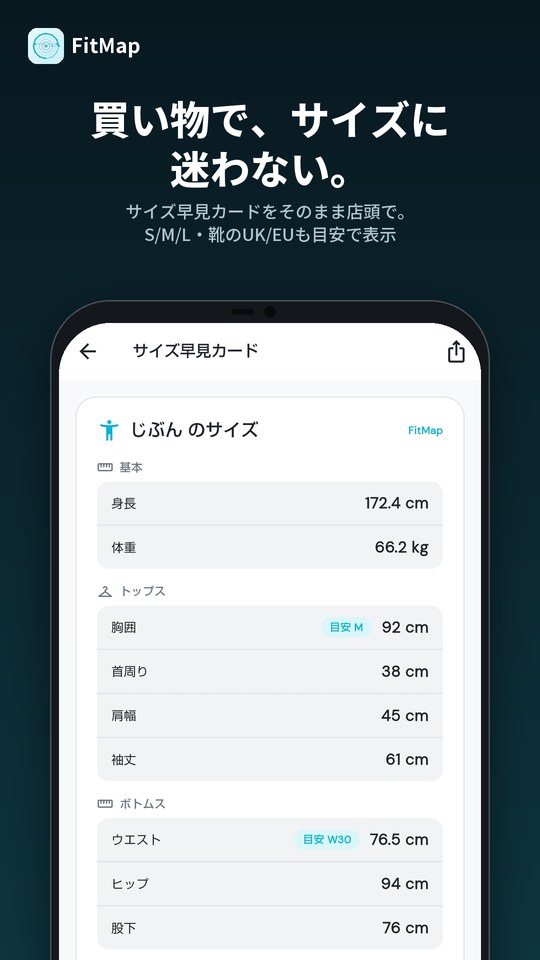 FitMap
買い物で、サイズに
迷わない。
サイズ早見カードをそのまま店頭で。
S/M/L・靴のUK/EUも目安で表示
サイズ早見カード
じぶん のサイズ
FitMap
基本
身長 172.4 cm
体重 66.2 kg
トップス
胸囲 目安 M 92 cm
首周り 38 cm
肩幅 45 cm
袖丈 61 cm
ボトムス
ウエスト 目安 W30 76.5 cm
ヒップ 94 cm
股下 76 cm